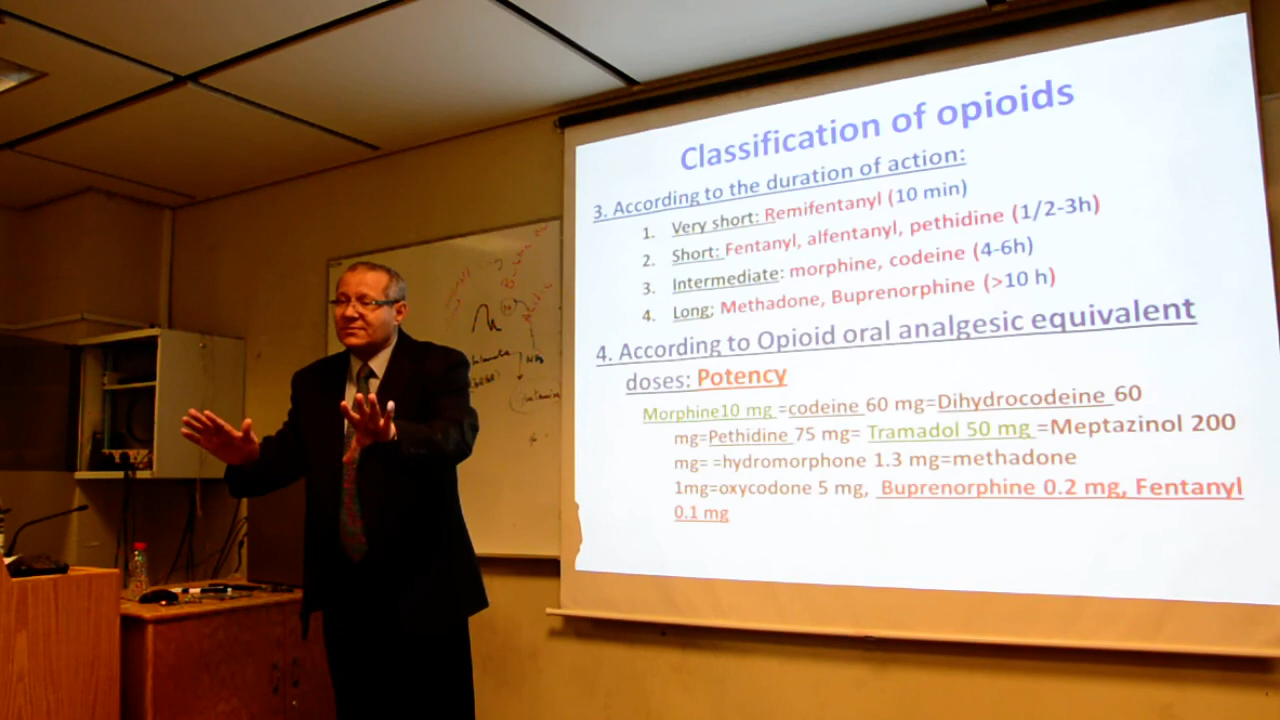 Classification of opioids
3. According to the duration of action:
1. Very short: Remifentanyl (10 min)
2. Short: Fentanyl, alfentanyl, pethidine (1/2-3h)
3. Intermediate: morphine, codeine (4-6h)
4. Long: Methadone, Buprenorphine (>10 h)
4. According to Opioid oral analgesic equivalent
doses: Potency
Morphine10 mg =codeine 60 mg=Dihydrocodeine 60
mg=Pethidine 75 mg= Tramadol 50 mg =Meptazinol 200
mg= =hydromorphone 1.3 mg=methadone
1mg=oxycodone 5 mg, Buprenorphine 0.2 mg, Fentanyl
0.1 mg